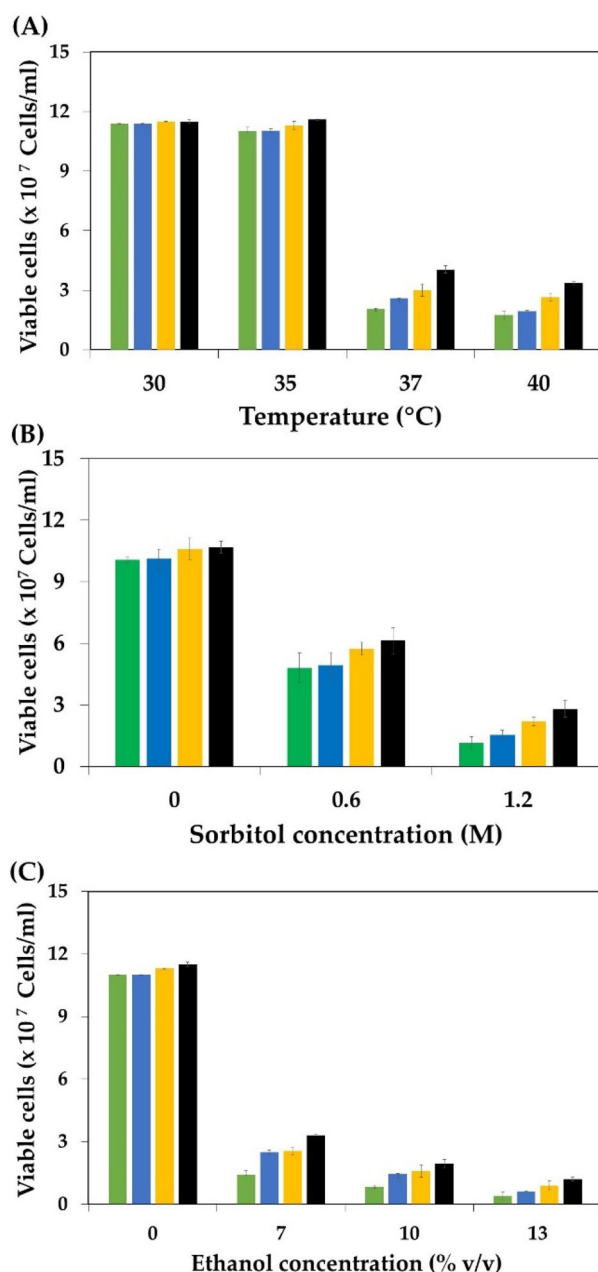 (A)
Viable cells (x 10 7 Cells/ml)
15
12
9
6
3
0
30 35 37 40
Temperature (°C)
(B)
Viable cells (x 107 Cells/ml)
15
12
9
6
3
0
0 0.6 1.2
Sorbitol concentration (M)
(C)
Viable cells (x 10 7 Cells/ml)
15
12
9
6
3
0
0 7 10 13
Ethanol concentration (% v/v)